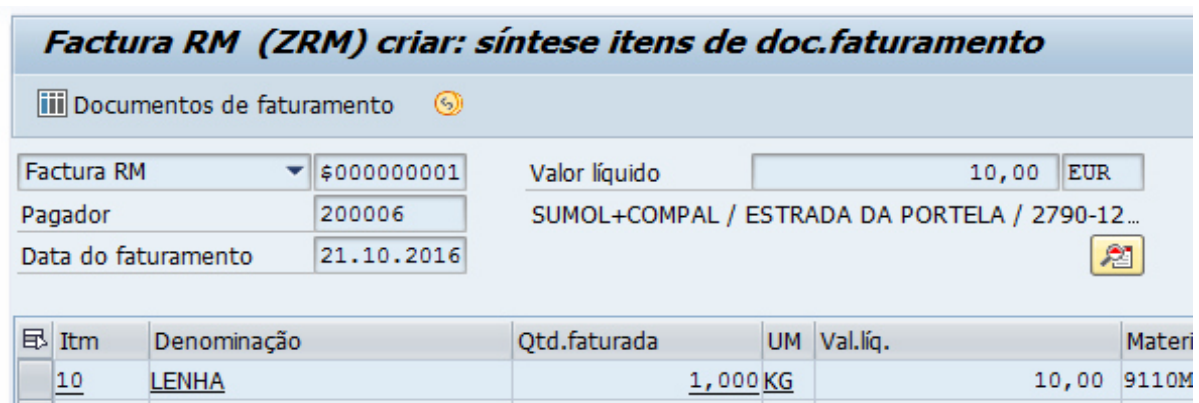 Factura RM (ZRM) criar: síntese itens de doc.faturamento
Documentos de faturamento
Factura RM $000000001 Valor líquido 10,00 EUR
Pagador 200006 SUMOL+COMPAL / ESTRADA DA PORTELA / 2790-12…
Data do faturamento 21.10.2016
Itm Denominação Qtd.faturada UM Val.líq. Materi
10 LENHA 1,000 KG 10,00 9110M